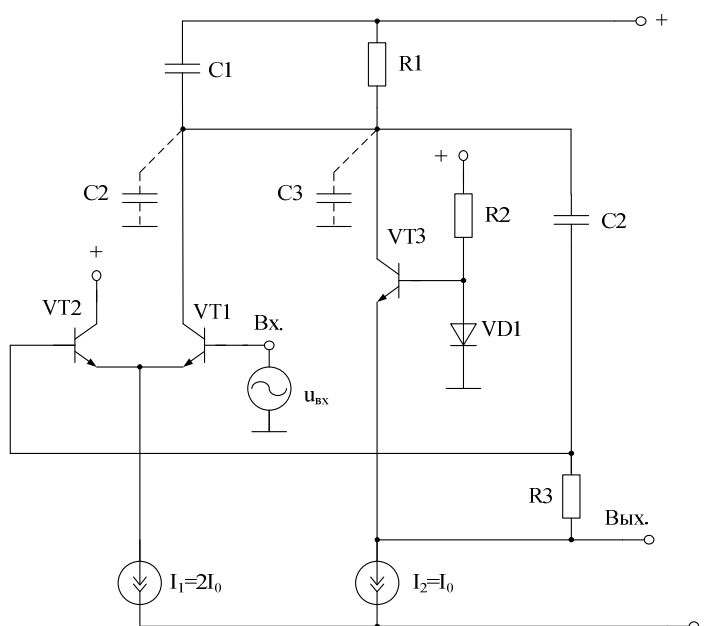 +
C1
R1
+
C2
C3
R2
C2
VT3
+
VT2
VT1
Вх.
VD1
uвх
R3
Вых.
I1=2I0
I2=I0